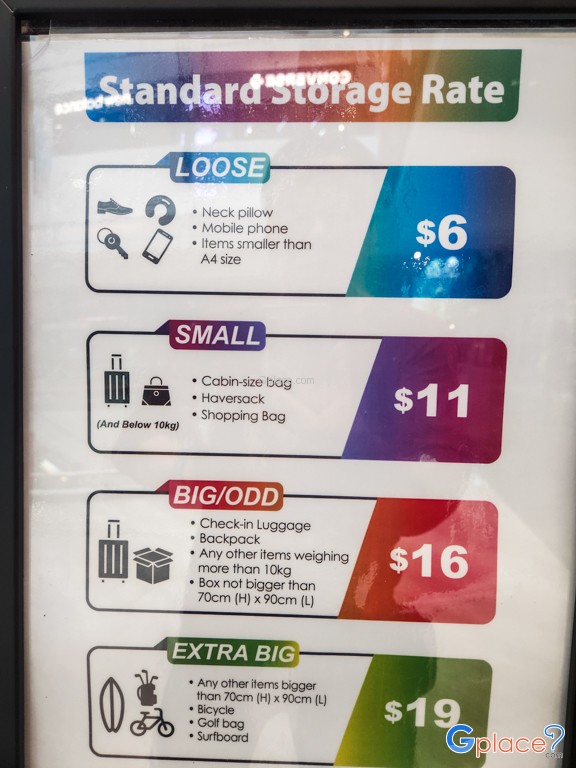 Standard Storage Rate
LOOSE
• Neck pillow
• Mobile phone
• Items smaller than
A4 size
$6
SMALL
(And Below 10kg)
• Cabin-size bag
• Haversack
• Shopping Bag
$11
BIG/ODD
• Check-in Luggage
• Backpack
• Any other items weighing
more than 10kg
• Box not bigger than
70cm (H) x 90cm (L)
$16
EXTRA BIG
• Any other items bigger
than 70cm (H) x 90cm (L)
• Bicycle
• Golf bag
• Surfboard
$19
Gplace
.com